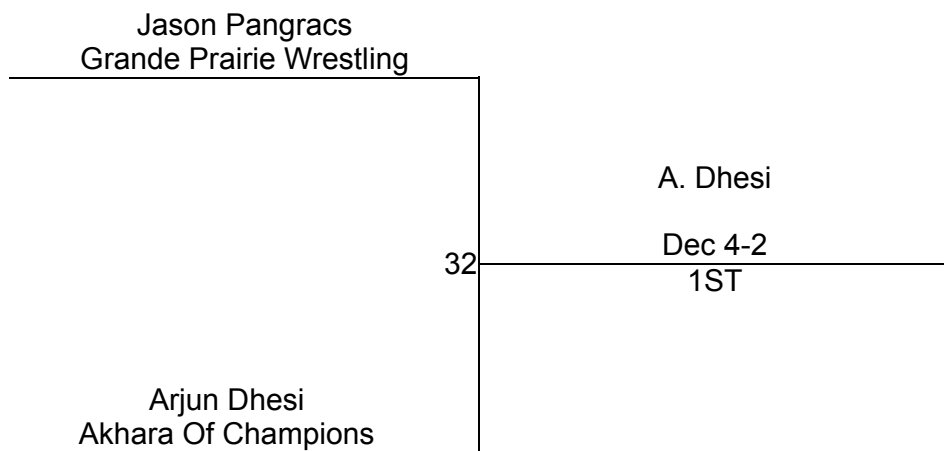 Jason Pangracs
Grande Prairie Wrestling
A. Dhesi
32
Dec 4-2
1ST
Arjun Dhesi
Akhara Of Champions